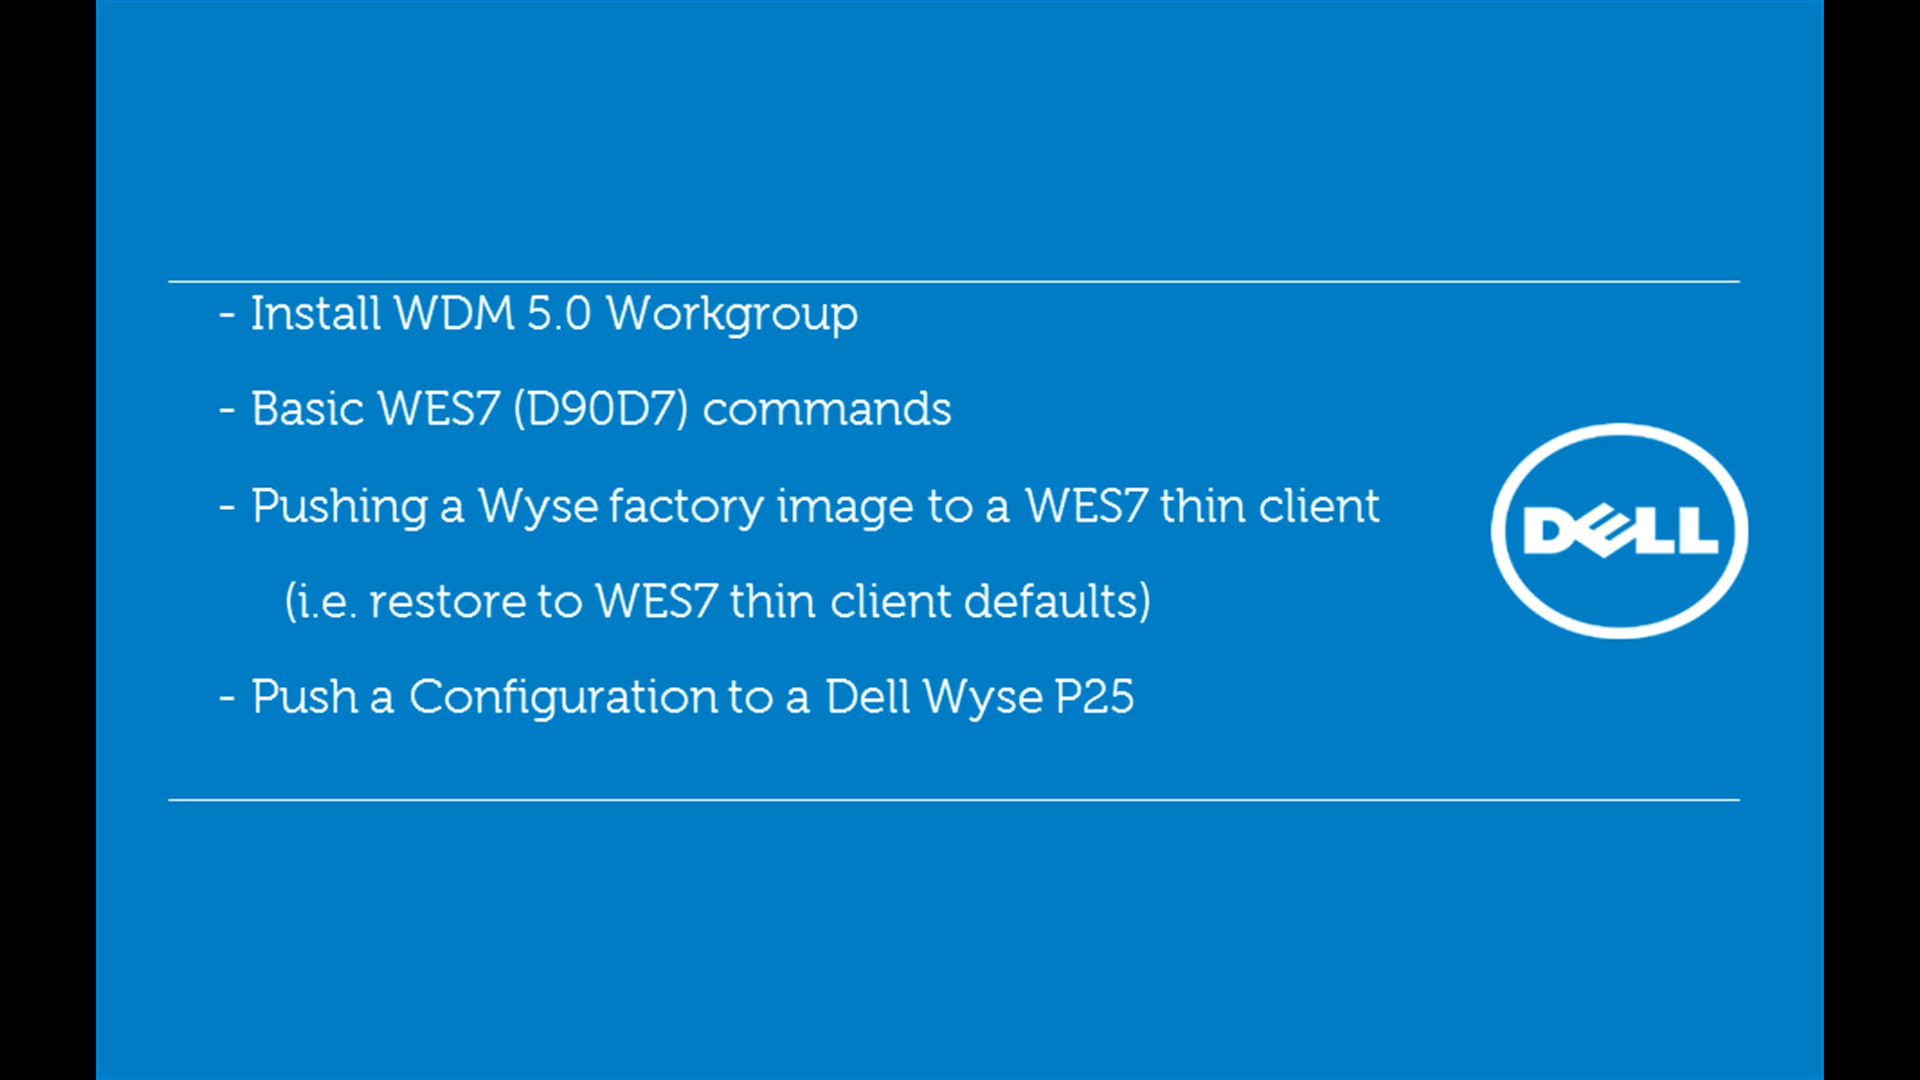 - Install WDM 5.0 Workgroup
- Basic WES7 (D90D7) commands
- Pushing a Wyse factory image to a WES7 thin client
(i.e. restore to WES7 thin client defaults)
- Push a Configuration to a Dell Wyse P25
DELL